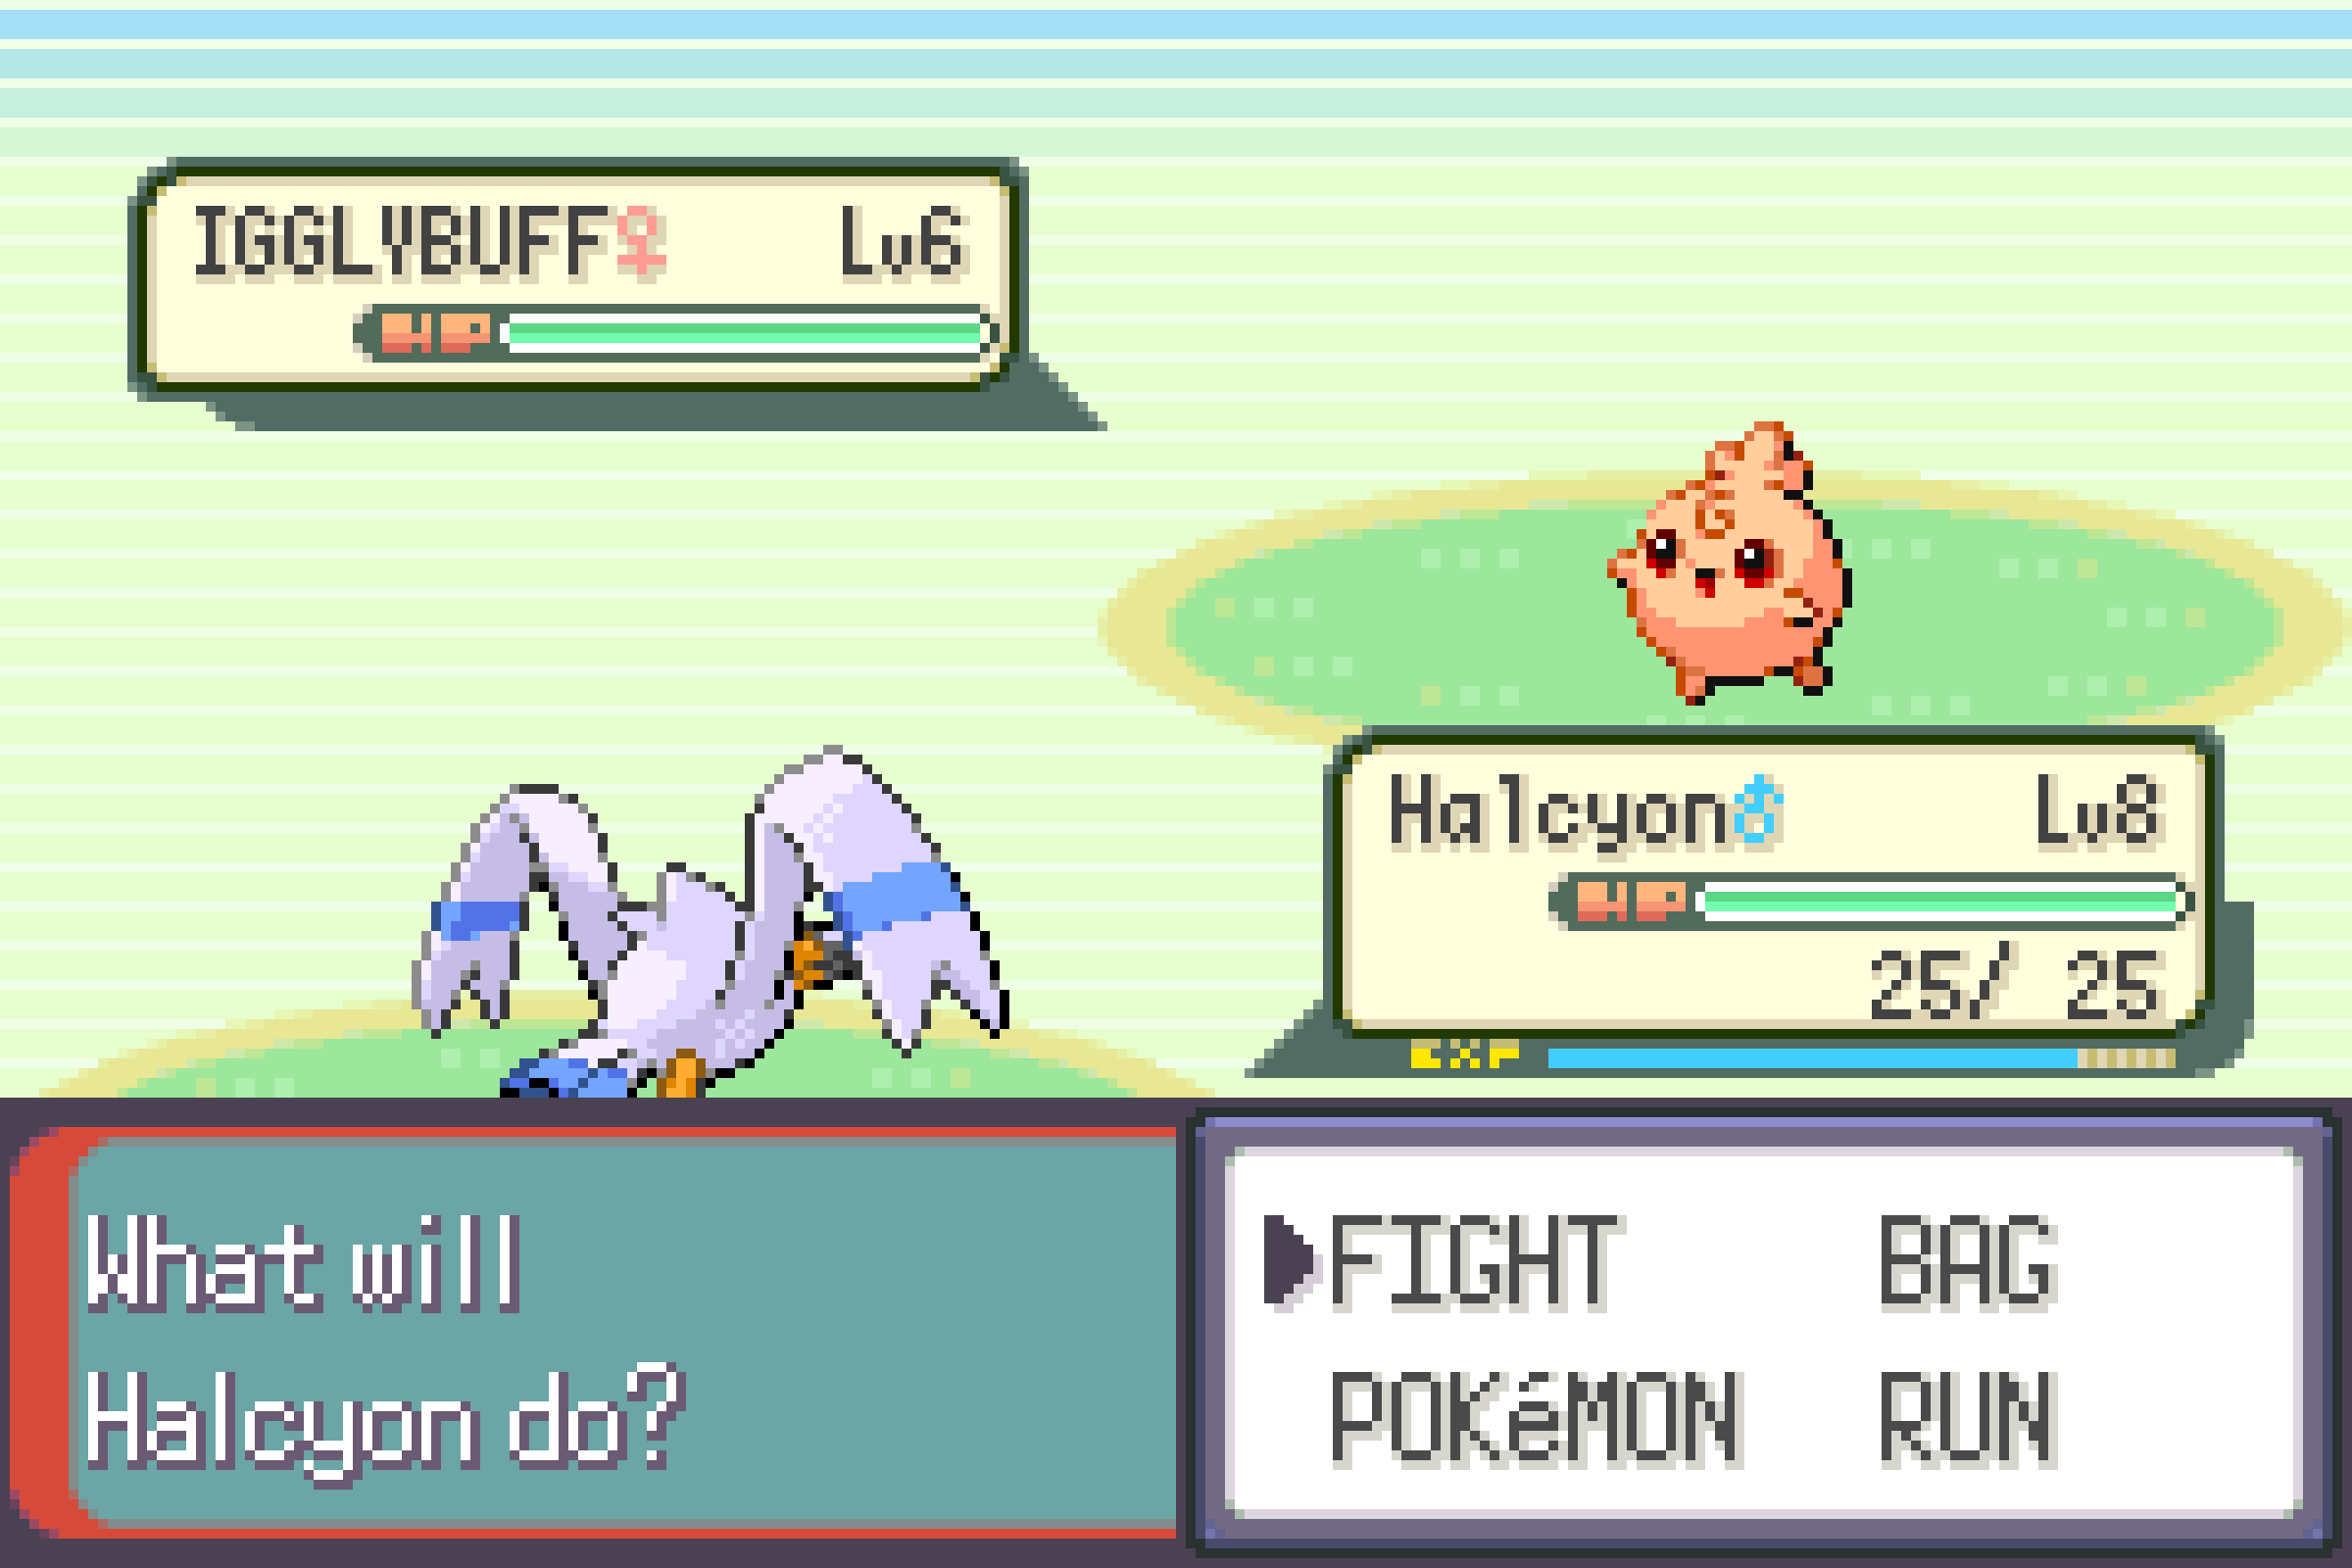 IGGLYBUFF♀ Lv6
HP
Halcyon♂ Lv8
HP
25/ 25
EXP
What will
Halcyon do?
▶FIGHT BAG
POKéMON RUN